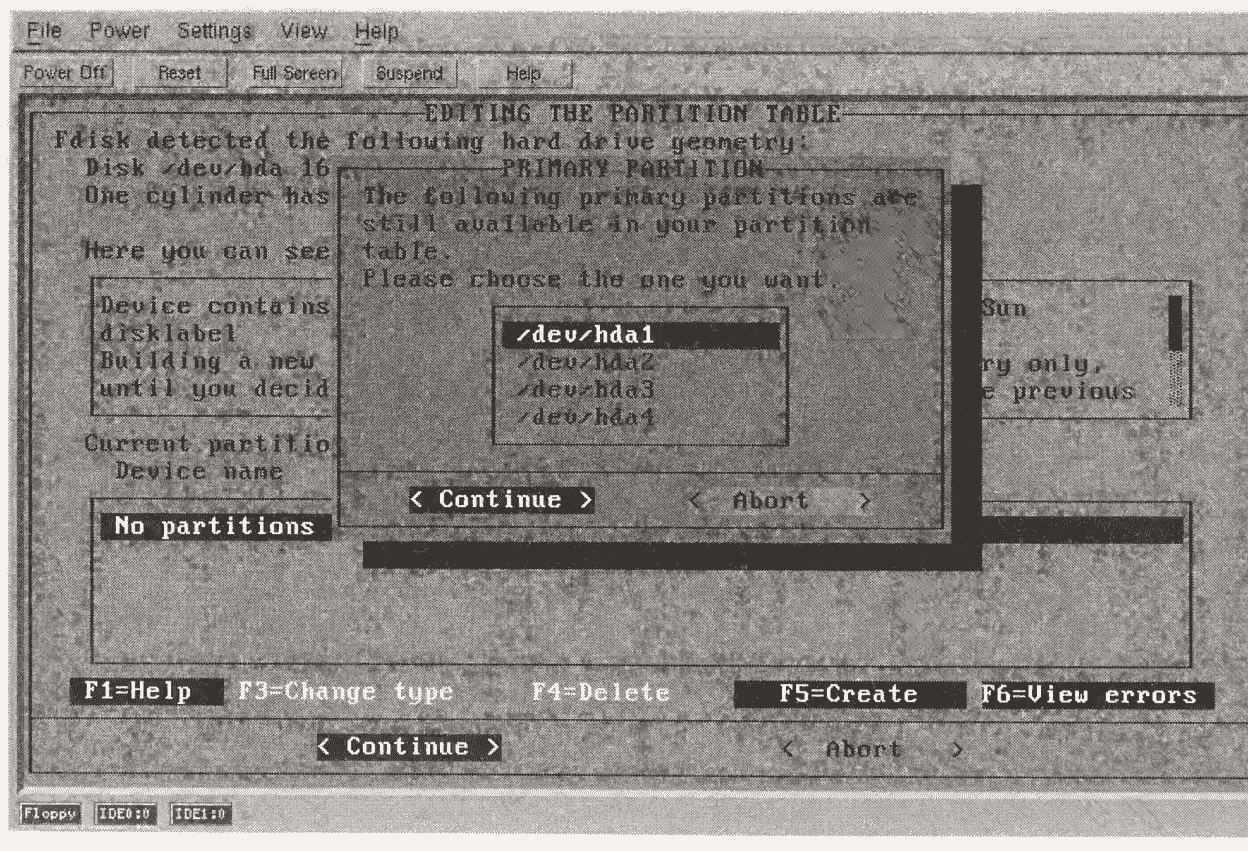 File Power Settings View Help
Power Off Reset Full Screen Suspend Help
EDITING THE PARTITION TABLE
Fdisk detected the following hard drive geometry:
Disk /dev/hda 16
One cylinder has
Here you can see
PRIMARY PARTITION
The following primary partitions are
still available in your partition
table.
Please choose the one you want.
/dev/hda1
/dev/hda2
/dev/hda3
/dev/hda4
< Continue > < Abort >
Device contains
disklabel
Building a new
until you decid
Sun
ry only,
e previous
Current partitio
Device name
No partitions
F1=Help F3=Change type F4=Delete F5=Create F6=View errors
< Continue > < Abort >
Floppy IDE0:0 IDE1:0